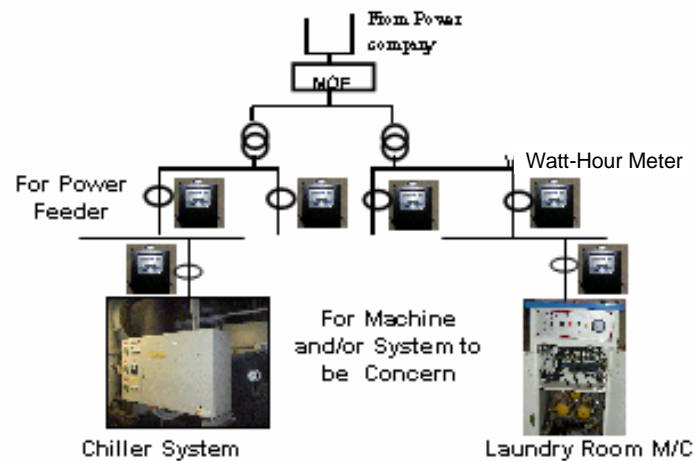 From Power
company
MOF
Watt-Hour Meter
For Power
Feeder
For Machine
and/or System to
be Concern
Chiller System
Laundry Room M/C